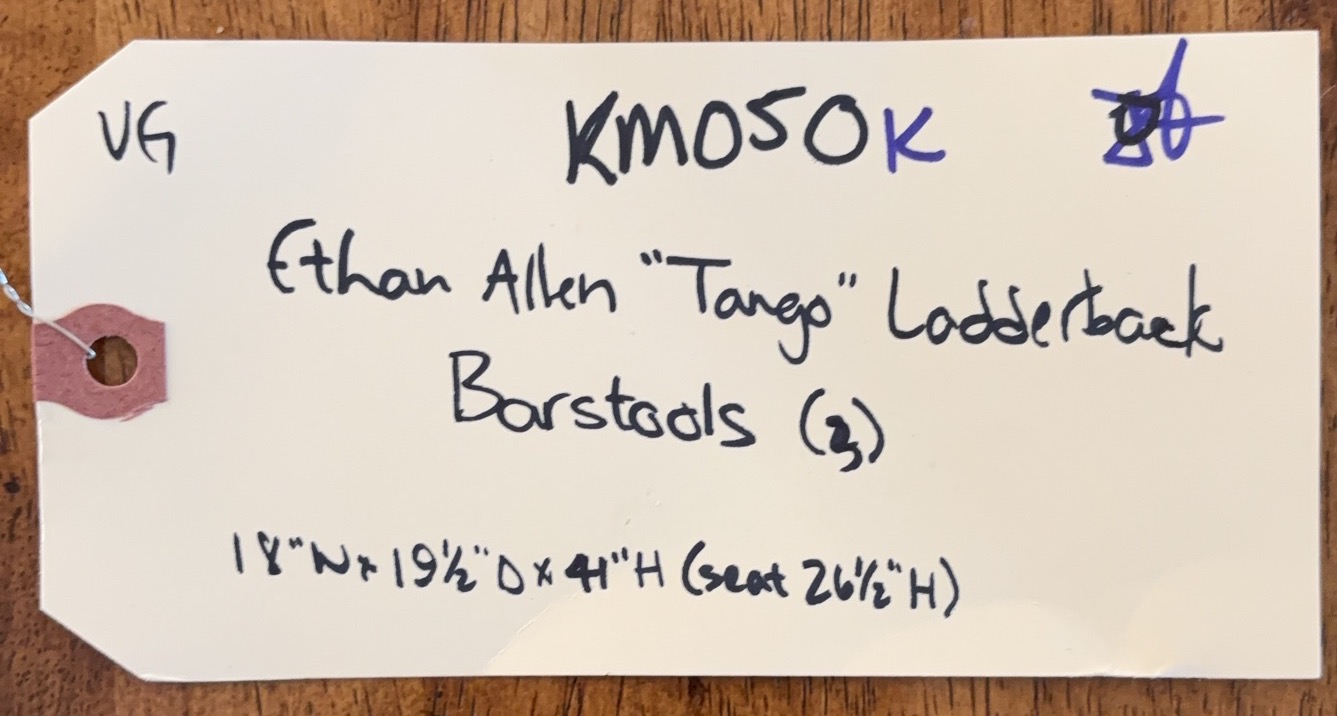 VG KM050K
Ethan Allen "Tango" Ladderback
Barstools (3)
18"W x 19½"D x 41"H (seat 26½"H)